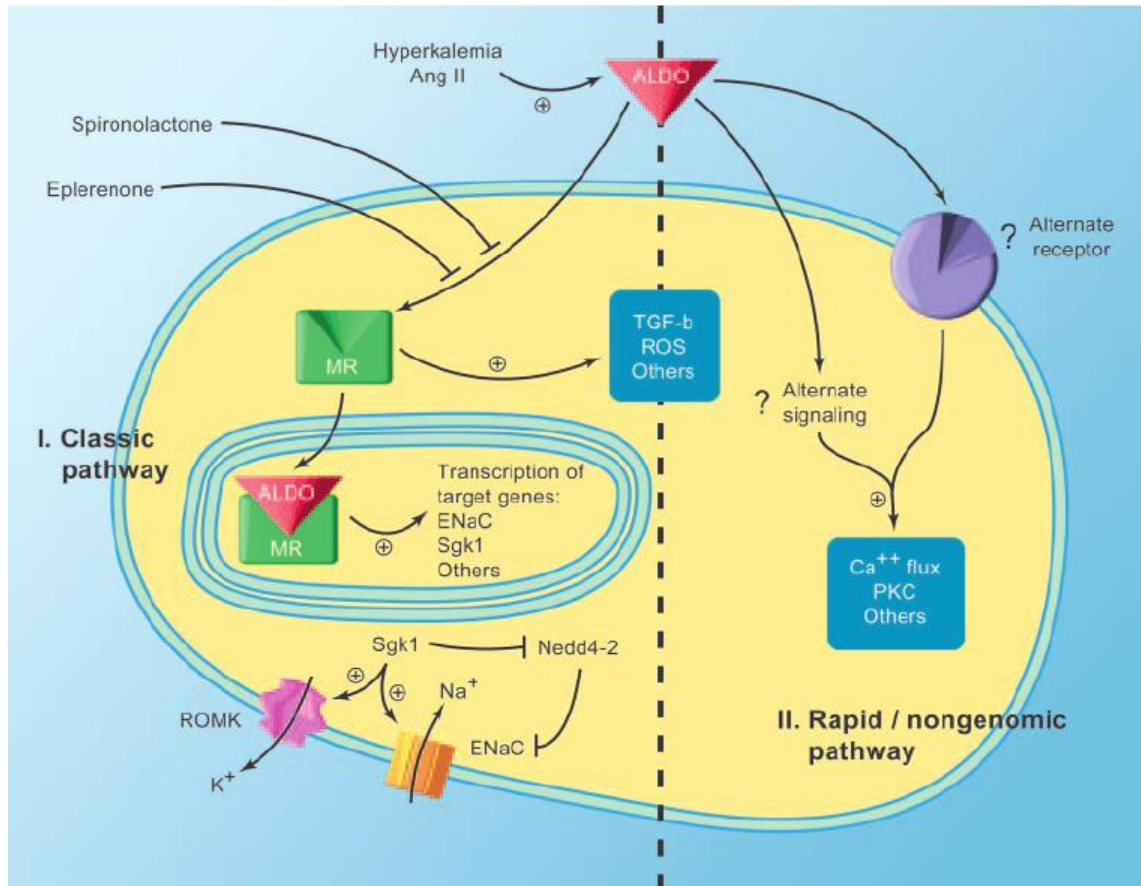 Hyperkalemia
Ang II
ALDO
⊕
Spironolactone
Eplerenone
? Alternate
receptor
MR
⊕
TGF-b
ROS
Others
? Alternate
signaling
I. Classic
pathway
ALDO
MR
⊕
Transcription of
target genes:
ENaC
Sgk1
Others
⊕
Ca++ flux
PKC
Others
Sgk1
Nedd4-2
⊕
⊕
Na+
ROMK
ENaC
K+
II. Rapid / nongenomic
pathway